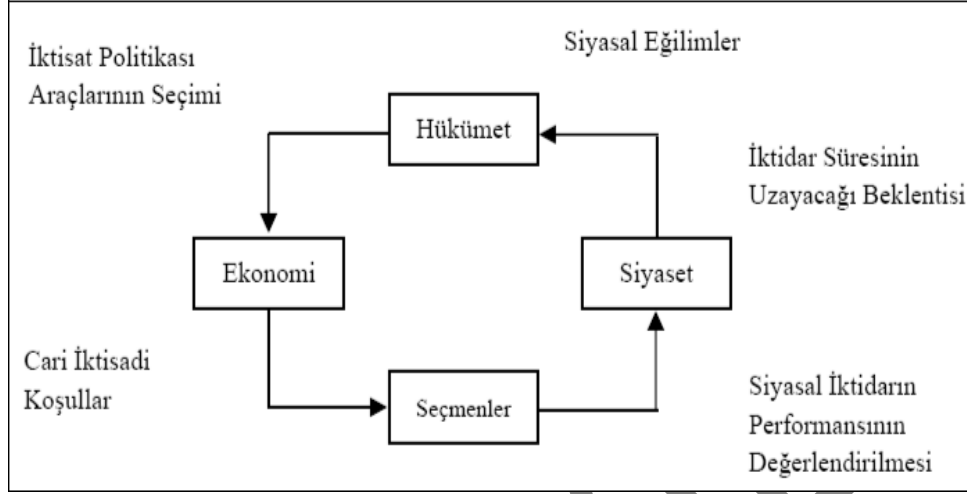 İktisat Politikası
Araçlarının Seçimi
Siyasal Eğilimler
Hükümet
İktidar Süresinin
Uzayacağı Beklentisi
Ekonomi
Siyaset
Cari İktisadi
Koşullar
Seçmenler
Siyasal İktidarın
Performansının
Değerlendirilmesi